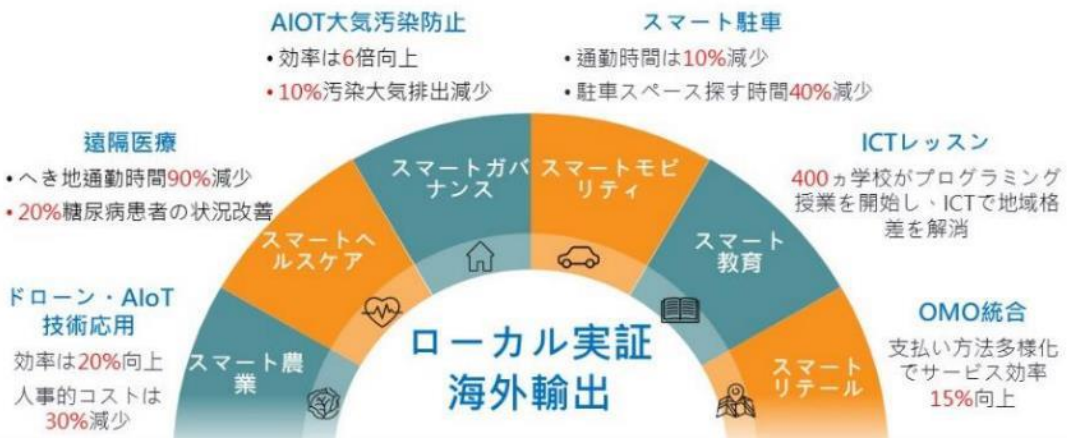 AIOT大気汚染防止
• 効率は6倍向上
• 10%汚染大気排出減少
スマート駐車
• 通勤時間は10%減少
• 駐車スペース探す時間40%減少
遠隔医療
• へき地通勤時間90%減少
• 20%糖尿病患者の状況改善
ICTレッスン
400ヵ学校がプログラミング
授業を開始し、ICTで地域格
差を解消
ドローン・AIoT
技術応用
効率は20%向上
人事的コストは
30%減少
OMO統合
支払い方法多様化
でサービス効率
15%向上
スマート農
業
スマートヘ
ルスケア
スマートガバ
ナンス
スマートモビ
リティ
スマート
教育
スマート
リテール
ローカル実証
海外輸出